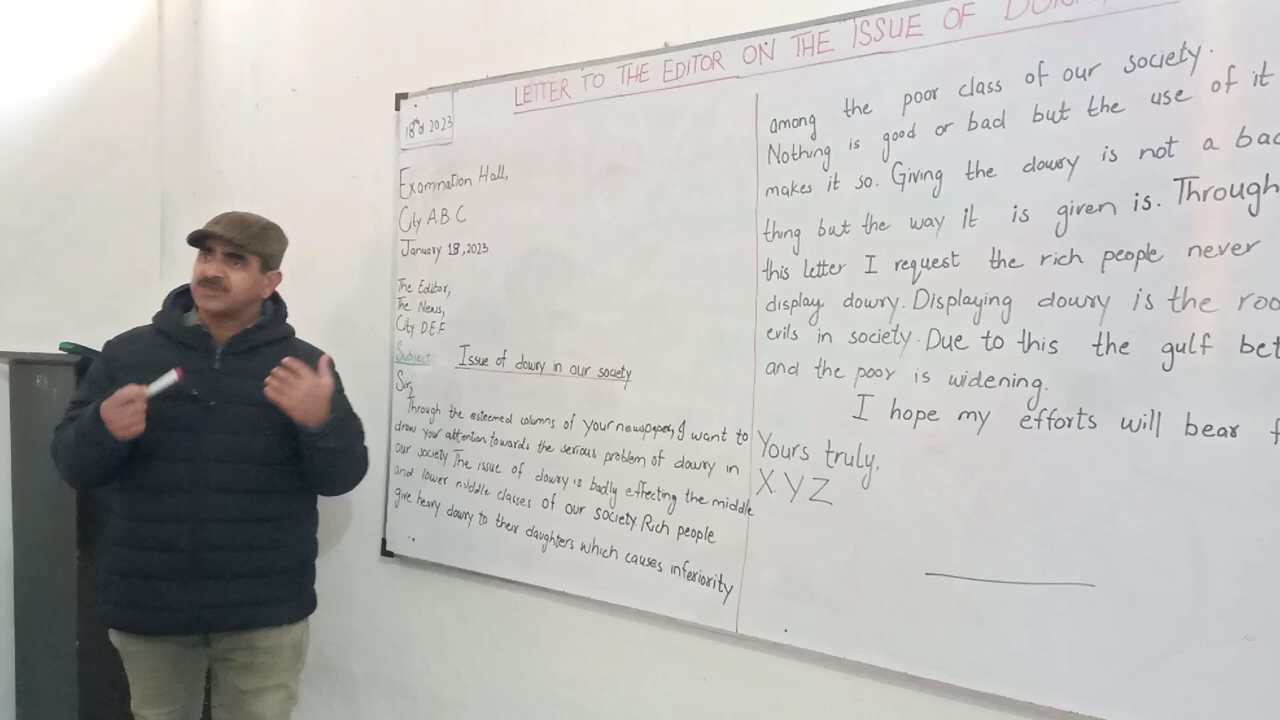 LETTER TO THE EDITOR ON THE ISSUE OF
2023
Examination Hall,
City A B C
January 18, 2023.
The Editor,
The News,
City D.E.F
Subject
Issue of dowry in our society
Sir,
Through the esteemed columns of your newspaper, I want to
draw your attention towards the serious problem of dowry in
our society The issue of dowry is badly effecting the middle
and lower middle classes of our society Rich people
give heavy dowry to their daughters which causes inferiority
among the poor class of our society.
Nothing is good or bad but the use of it
makes it so. Giving the dowry is not a bad
thing but the way it is given is. Through
this letter I request the rich people never
display dowry. Displaying dowry is the
evils in society. Due to this the gulf
and the poor is widening.
I hope my efforts will bear
Yours truly,
X.Y Z